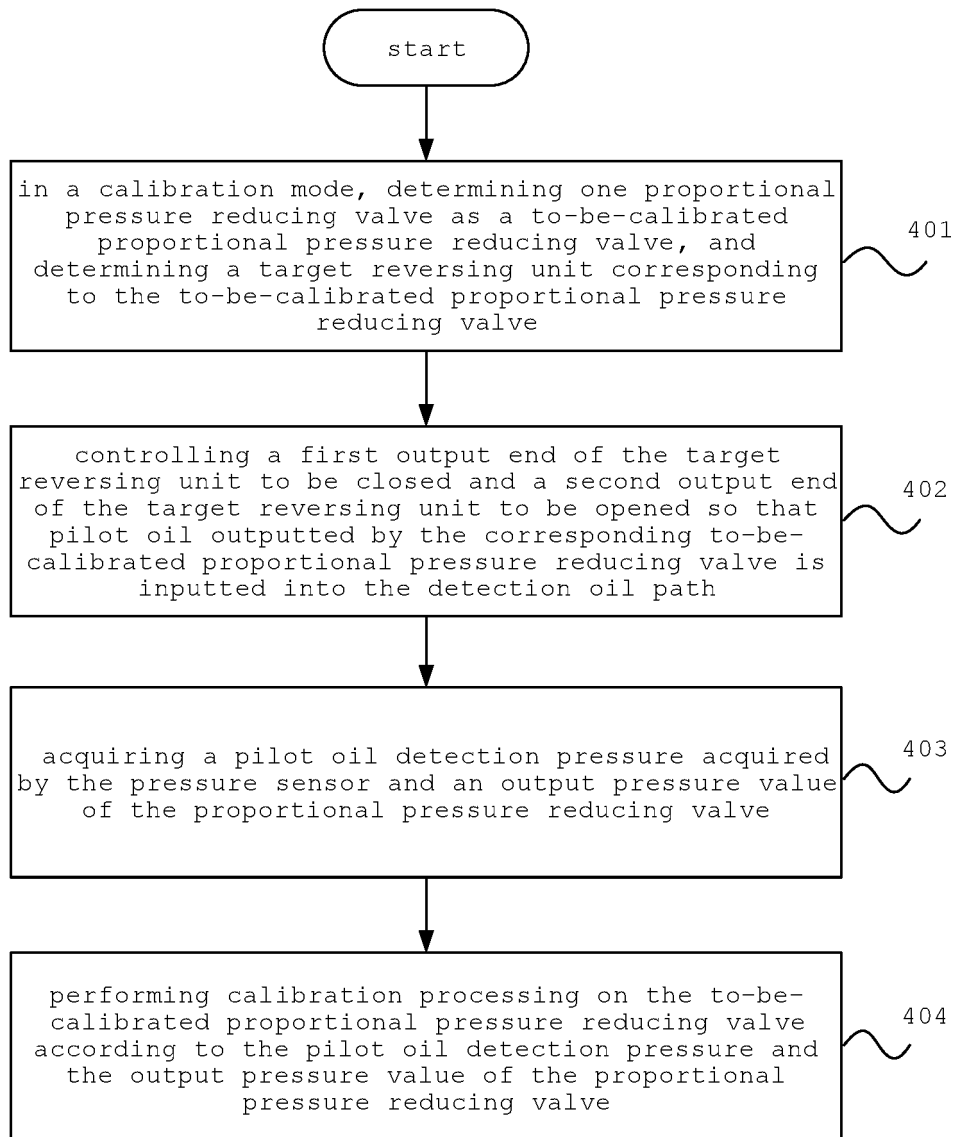 start
in a calibration mode, determining one proportional
pressure reducing valve as a to-be-calibrated
proportional pressure reducing valve, and
determining a target reversing unit corresponding
to the to-be-calibrated proportional pressure
reducing valve
401
controlling a first output end of the target
reversing unit to be closed and a second output end
of the target reversing unit to be opened so that
pilot oil outputted by the corresponding to-be-
calibrated proportional pressure reducing valve is
inputted into the detection oil path
402
acquiring a pilot oil detection pressure acquired
by the pressure sensor and an output pressure value
of the proportional pressure reducing valve
403
performing calibration processing on the to-be-
calibrated proportional pressure reducing valve
according to the pilot oil detection pressure and
the output pressure value of the proportional
pressure reducing valve
404